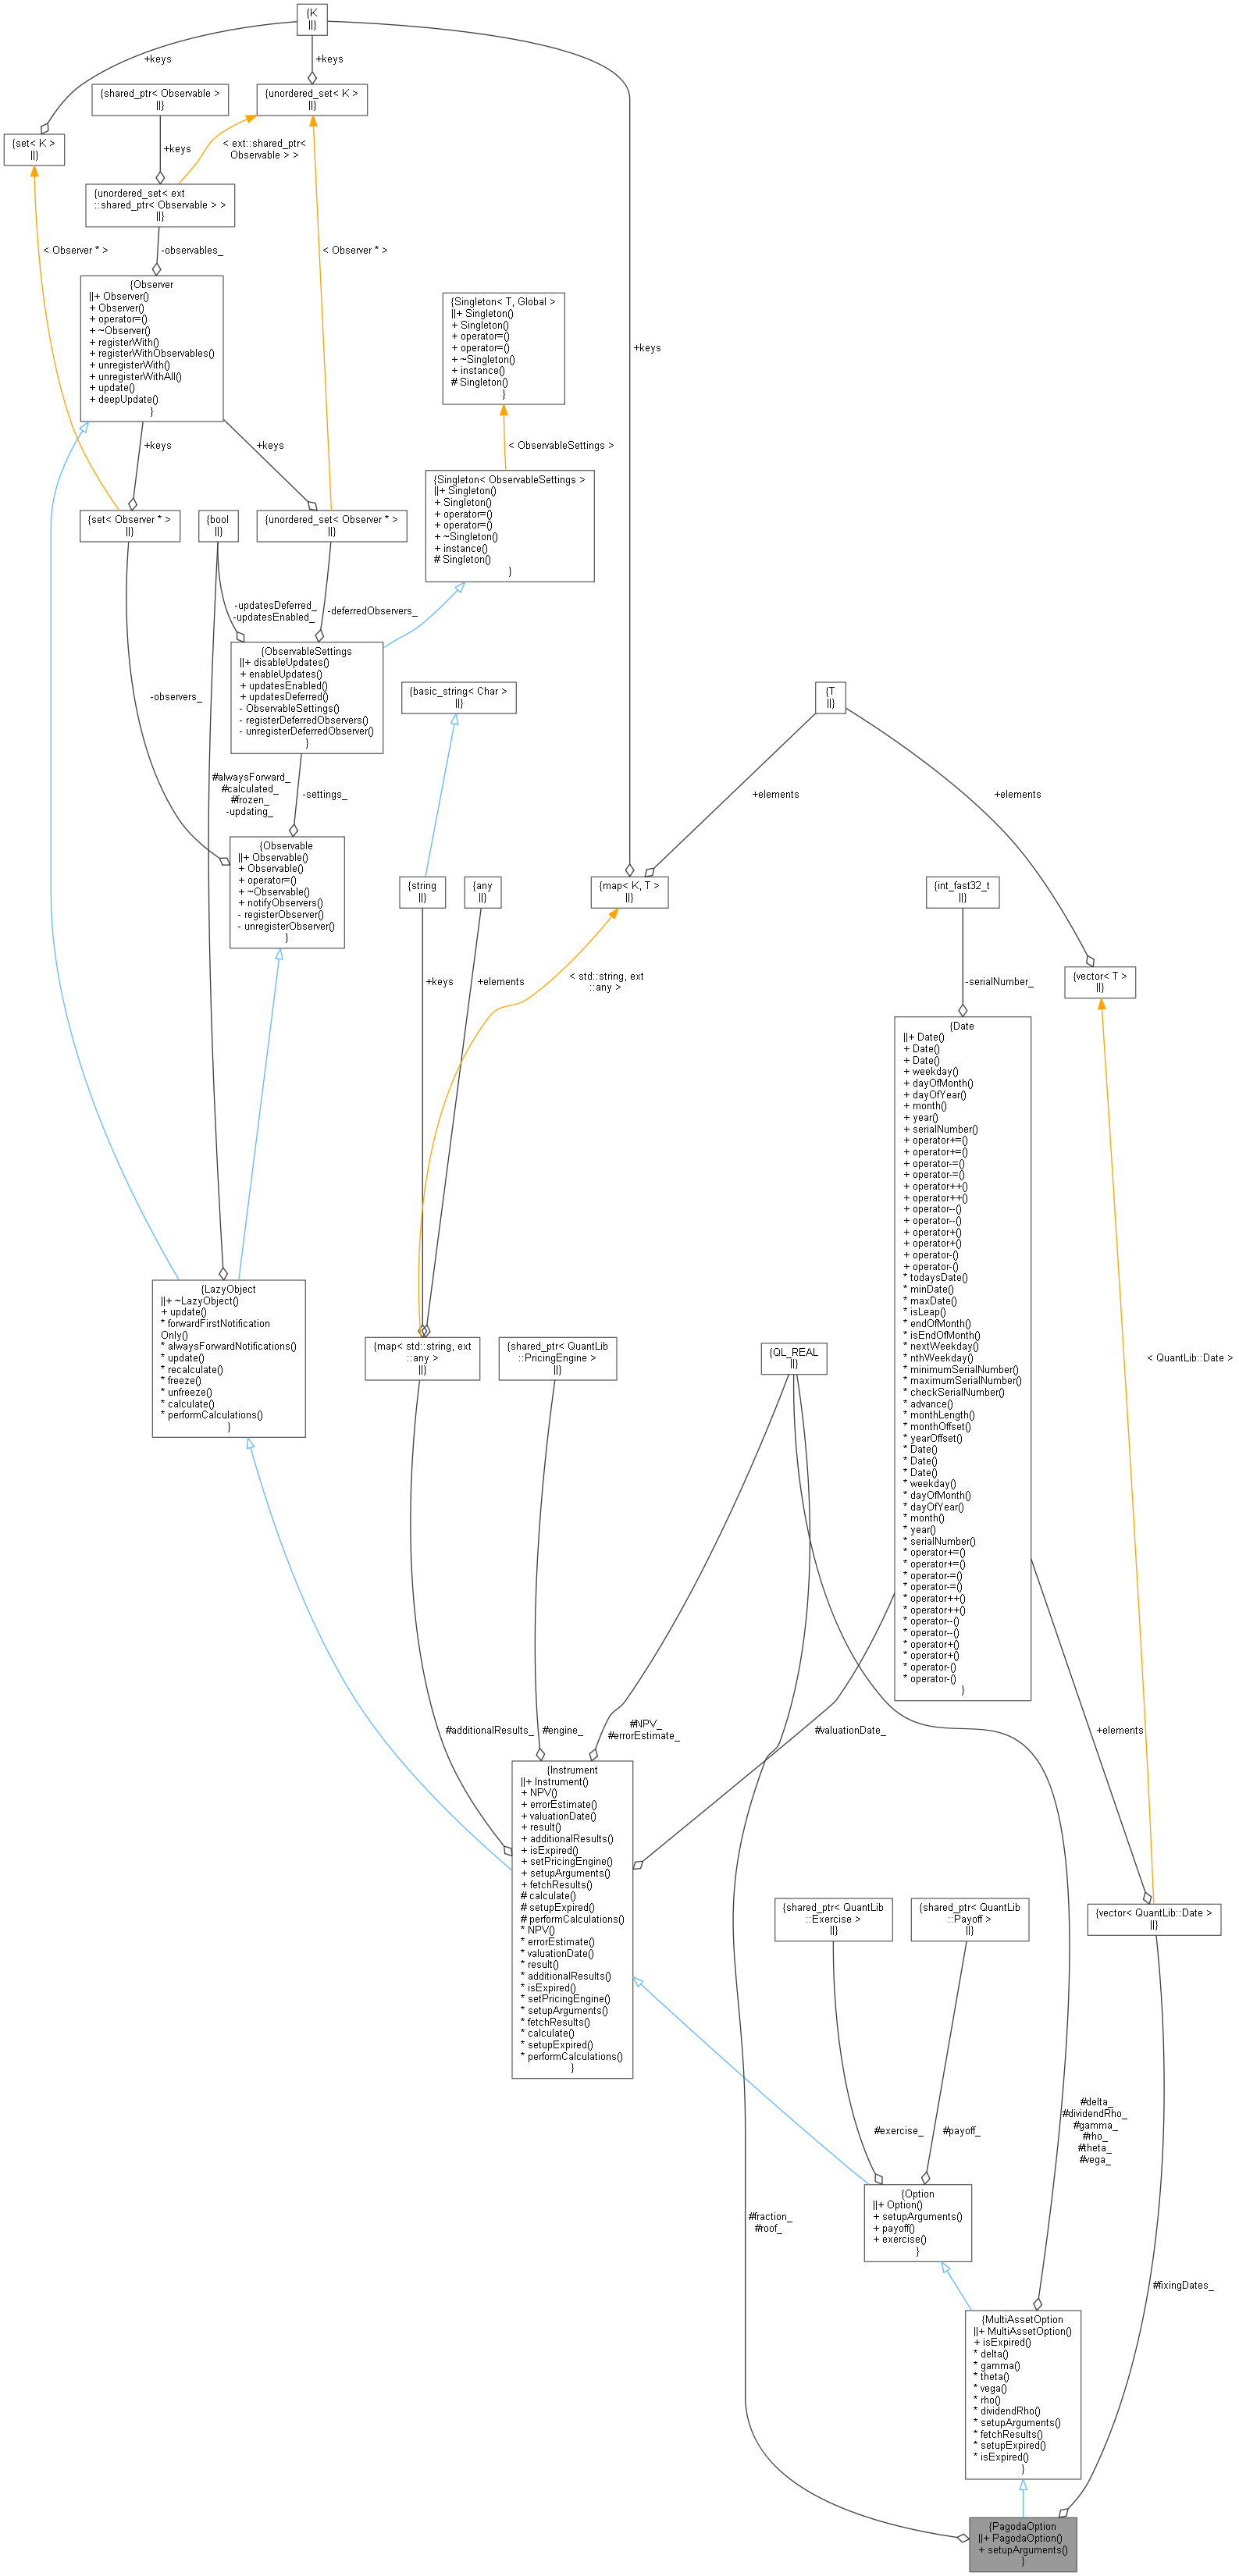 {K
||}
+keys
+keys
{shared_ptr< Observable >
||}
{unordered_set< K >
||}
{set< K >
||}
+keys
< ext::shared_ptr<
Observable > >
{unordered_set< ext
::shared_ptr< Observable > >
||}
< Observer * >
-observables_
< Observer * >
{Observer
||+ Observer()
+ Observer()
+ operator=()
+ ~Observer()
+ registerWith()
+ registerWithObservables()
+ unregisterWith()
+ unregisterWithAll()
+ update()
+ deepUpdate()
}
{Singleton< T, Global >
||+ Singleton()
+ Singleton()
+ operator=()
+ operator=()
+ ~Singleton()
+ instance()
# Singleton()
}
+keys
+keys
+keys
< ObservableSettings >
{Singleton< ObservableSettings >
||+ Singleton()
+ Singleton()
+ operator=()
+ operator=()
+ ~Singleton()
+ instance()
# Singleton()
}
{set< Observer * >
||}
{bool
||}
{unordered_set< Observer * >
||}
-updatesDeferred_
-updatesEnabled_
-deferredObservers_
{ObservableSettings
||+ disableUpdates()
+ enableUpdates()
+ updatesEnabled()
+ updatesDeferred()
- ObservableSettings()
- registerDeferredObservers()
- unregisterDeferredObserver()
}
-observers_
{basic_string< Char >
||}
{T
||}
#alwaysForward_
#calculated_
#frozen_
-updating_
-settings_
+elements
+elements
{Observable
||+ Observable()
+ Observable()
+ operator=()
+ ~Observable()
+ notifyObservers()
- registerObserver()
- unregisterObserver()
}
{string
||}
{any
||}
{map< K, T >
||}
{int_fast32_t
||}
+keys
+elements
< std::string, ext
::any >
-serialNumber_
{vector< T >
||}
{Date
||+ Date()
+ Date()
+ Date()
+ weekday()
+ dayOfMonth()
+ dayOfYear()
+ month()
+ year()
+ serialNumber()
+ operator+=()
+ operator+=()
+ operator-=()
+ operator-=()
+ operator++()
+ operator++()
+ operator--()
+ operator--()
+ operator+()
+ operator+()
+ operator-()
+ operator-()
* todaysDate()
* minDate()
* maxDate()
* isLeap()
* endOfMonth()
* isEndOfMonth()
* nextWeekday()
* nthWeekday()
* minimumSerialNumber()
* maximumSerialNumber()
* checkSerialNumber()
* advance()
* monthLength()
* monthOffset()
* yearOffset()
* Date()
* Date()
* Date()
* weekday()
* dayOfMonth()
* dayOfYear()
* month()
* year()
* serialNumber()
* operator+=()
* operator+=()
* operator-=()
* operator-=()
* operator++()
* operator++()
* operator--()
* operator--()
* operator+()
* operator+()
* operator-()
* operator-()
}
{LazyObject
||+ ~LazyObject()
+ update()
* forwardFirstNotification
Only()
* alwaysForwardNotifications()
* update()
* recalculate()
* freeze()
* unfreeze()
* calculate()
* performCalculations()
}
{map< std::string, ext
::any >
||}
{shared_ptr< QuantLib
::PricingEngine >
||}
{QL_REAL
||}
< QuantLib::Date >
#additionalResults_
#engine_
#NPV_
#errorEstimate_
#valuationDate_
+elements
{Instrument
||+ Instrument()
+ NPV()
+ errorEstimate()
+ valuationDate()
+ result()
+ additionalResults()
+ isExpired()
+ setPricingEngine()
+ setupArguments()
+ fetchResults()
# calculate()
# setupExpired()
# performCalculations()
* NPV()
* errorEstimate()
* valuationDate()
* result()
* additionalResults()
* isExpired()
* setPricingEngine()
* setupArguments()
* fetchResults()
* calculate()
* setupExpired()
* performCalculations()
}
{shared_ptr< QuantLib
::Exercise >
||}
{shared_ptr< QuantLib
::Payoff >
||}
{vector< QuantLib::Date >
||}
#exercise_
#payoff_
#delta_
#dividendRho_
#gamma_
#rho_
#theta_
#vega_
{Option
||+ Option()
+ setupArguments()
+ payoff()
+ exercise()
}
#fraction_
#roof_
#fixingDates_
{MultiAssetOption
||+ MultiAssetOption()
+ isExpired()
* delta()
* gamma()
* theta()
* vega()
* rho()
* dividendRho()
* setupArguments()
* fetchResults()
* setupExpired()
* isExpired()
}
{PagodaOption
||+ PagodaOption()
+ setupArguments()
}